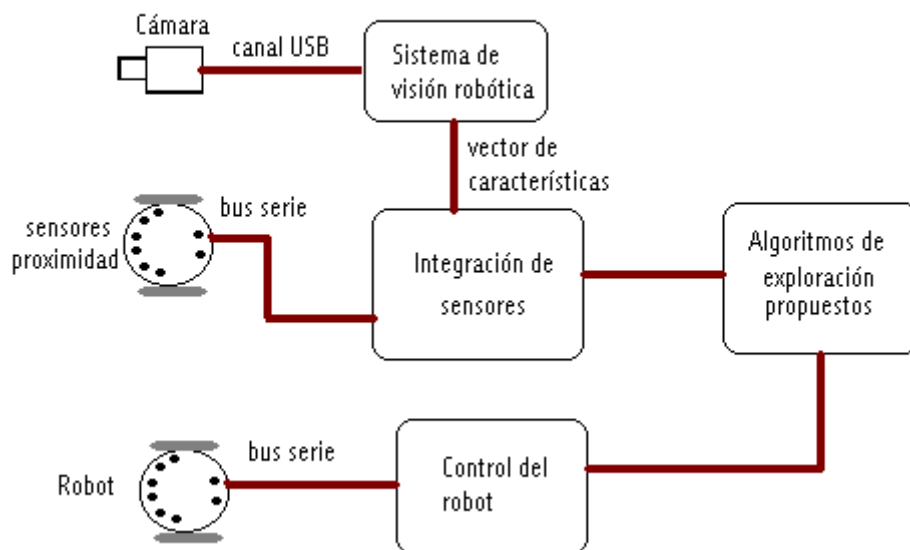 Cámara
canal USB
Sistema de
visión robótica
vector de
características
sensores
proximidad
bus serie
Integración de
sensores
Algoritmos de
exploración
propuestos
Robot
bus serie
Control del
robot